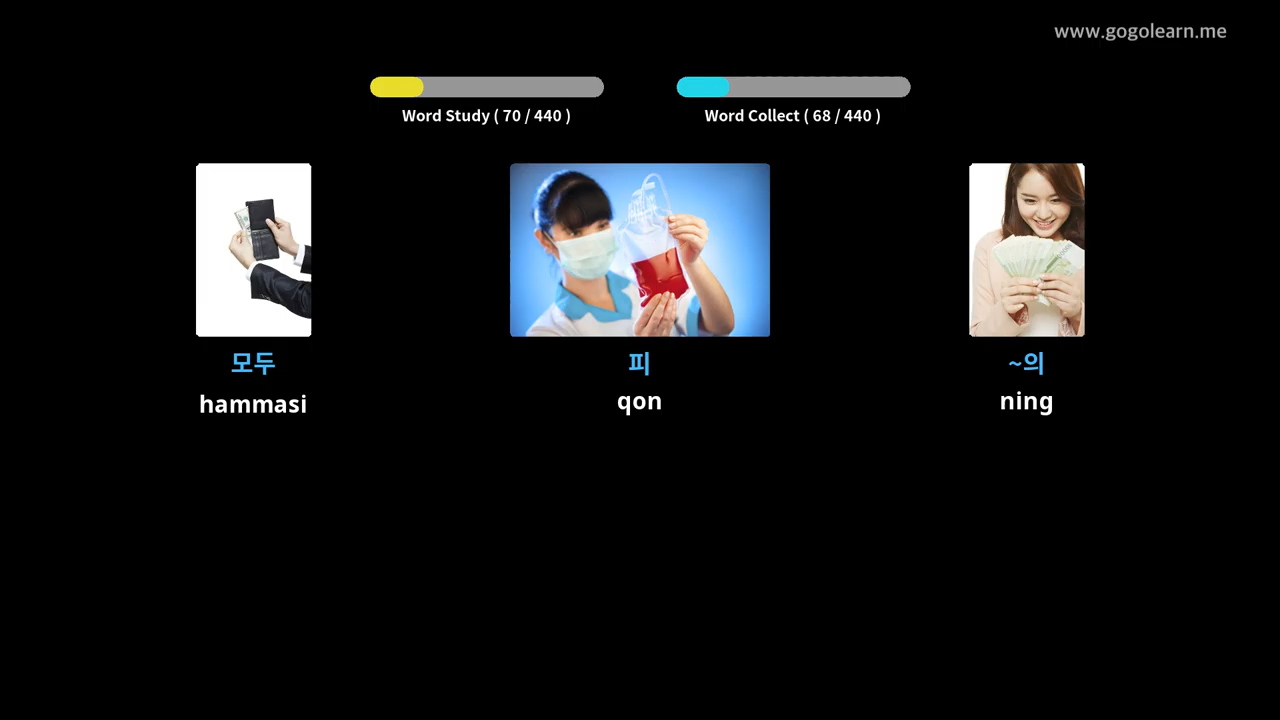 www.gogolearn.me
Word Study ( 70 / 440 )
Word Collect ( 68 / 440 )
모두
hammasi
피
qon
~의
ning